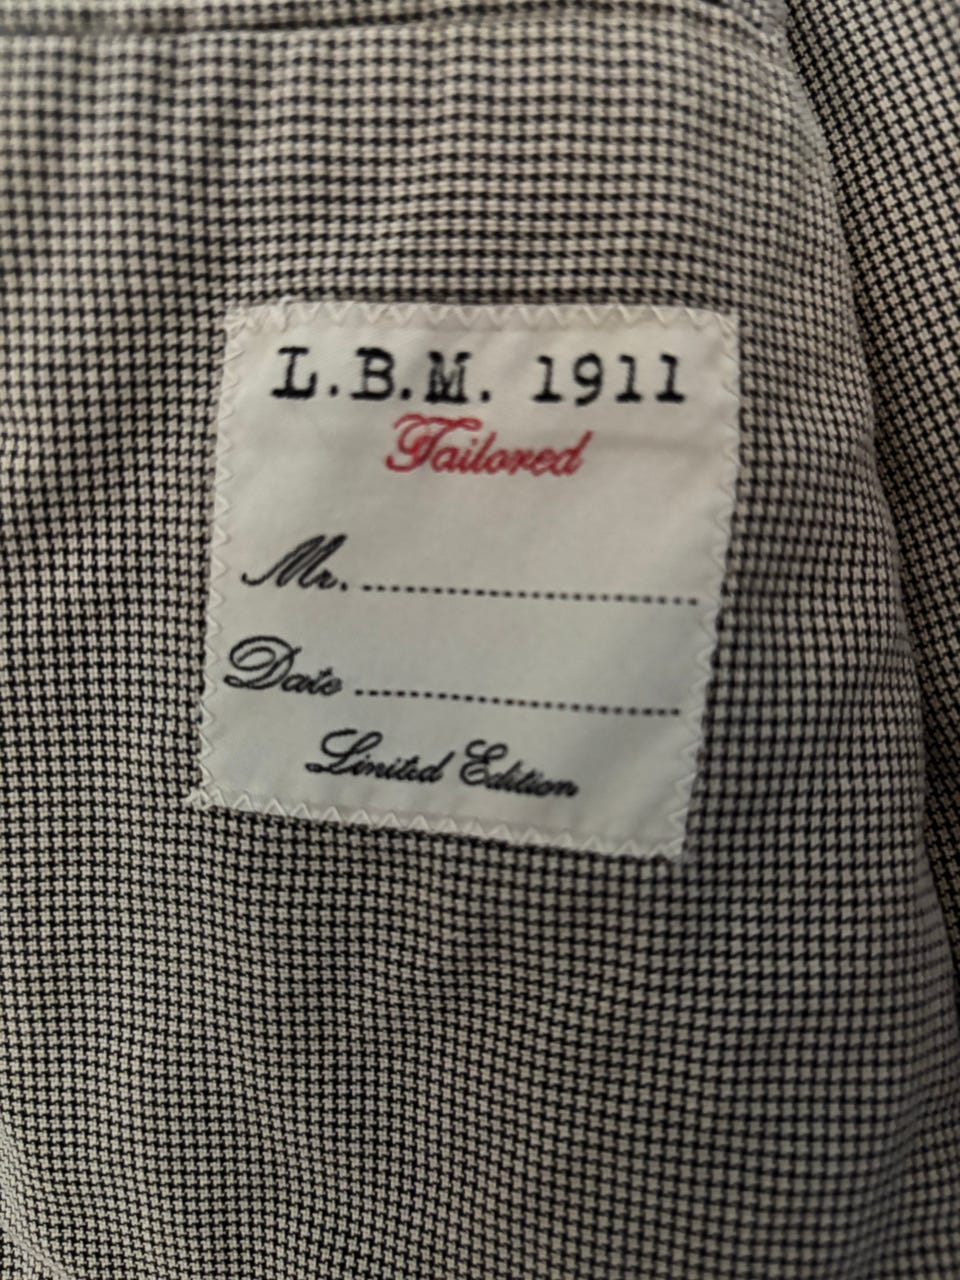 L.B.M. 1911
Tailored
Mr. ........................................
Date ........................................
Limited Edition